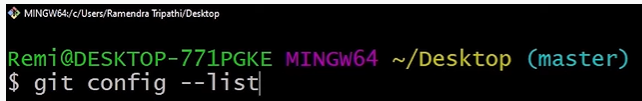 MINGW64:/c/Users/Ramendra Tripathi/Desktop
Remi@DESKTOP-771PGKE MINGW64 ~/Desktop (master)
$ git config --list